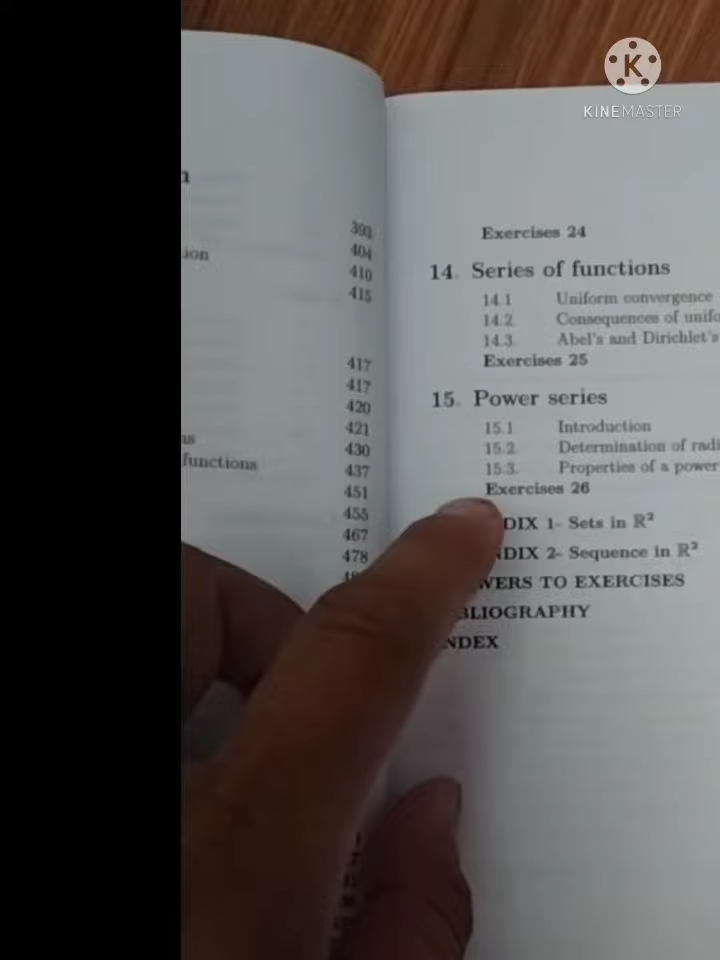 K
KINEMASTER
n
393
ion
404
410
415
417
417
420
421
ns
430
functions
437
451
455
467
478
Exercises 24
14. Series of functions
14.1 Uniform convergence
14.2. Consequences of unifo
14.3. Abel's and Dirichlet's
Exercises 25
15. Power series
15.1 Introduction
15.2. Determination of radi
15.3. Properties of a power
Exercises 26
DIX 1- Sets in ℝ²
NDIX 2- Sequence in ℝ²
WERS TO EXERCISES
BLIOGRAPHY
NDEX